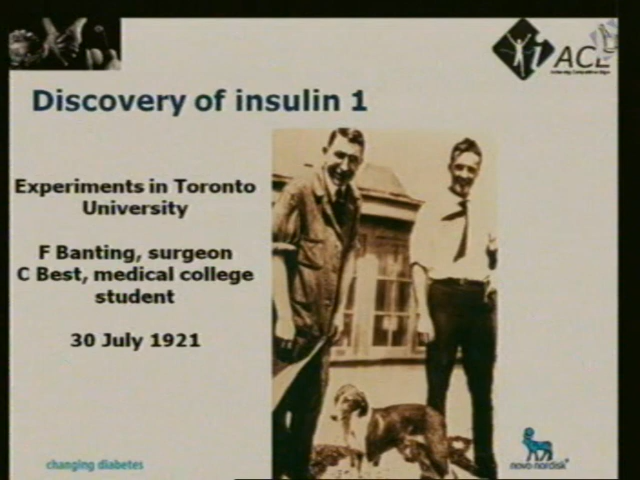 ACE
Discovery of insulin 1
Experiments in Toronto
University
F Banting, surgeon
C Best, medical college
student
30 July 1921
changing diabetes
novo nordisk